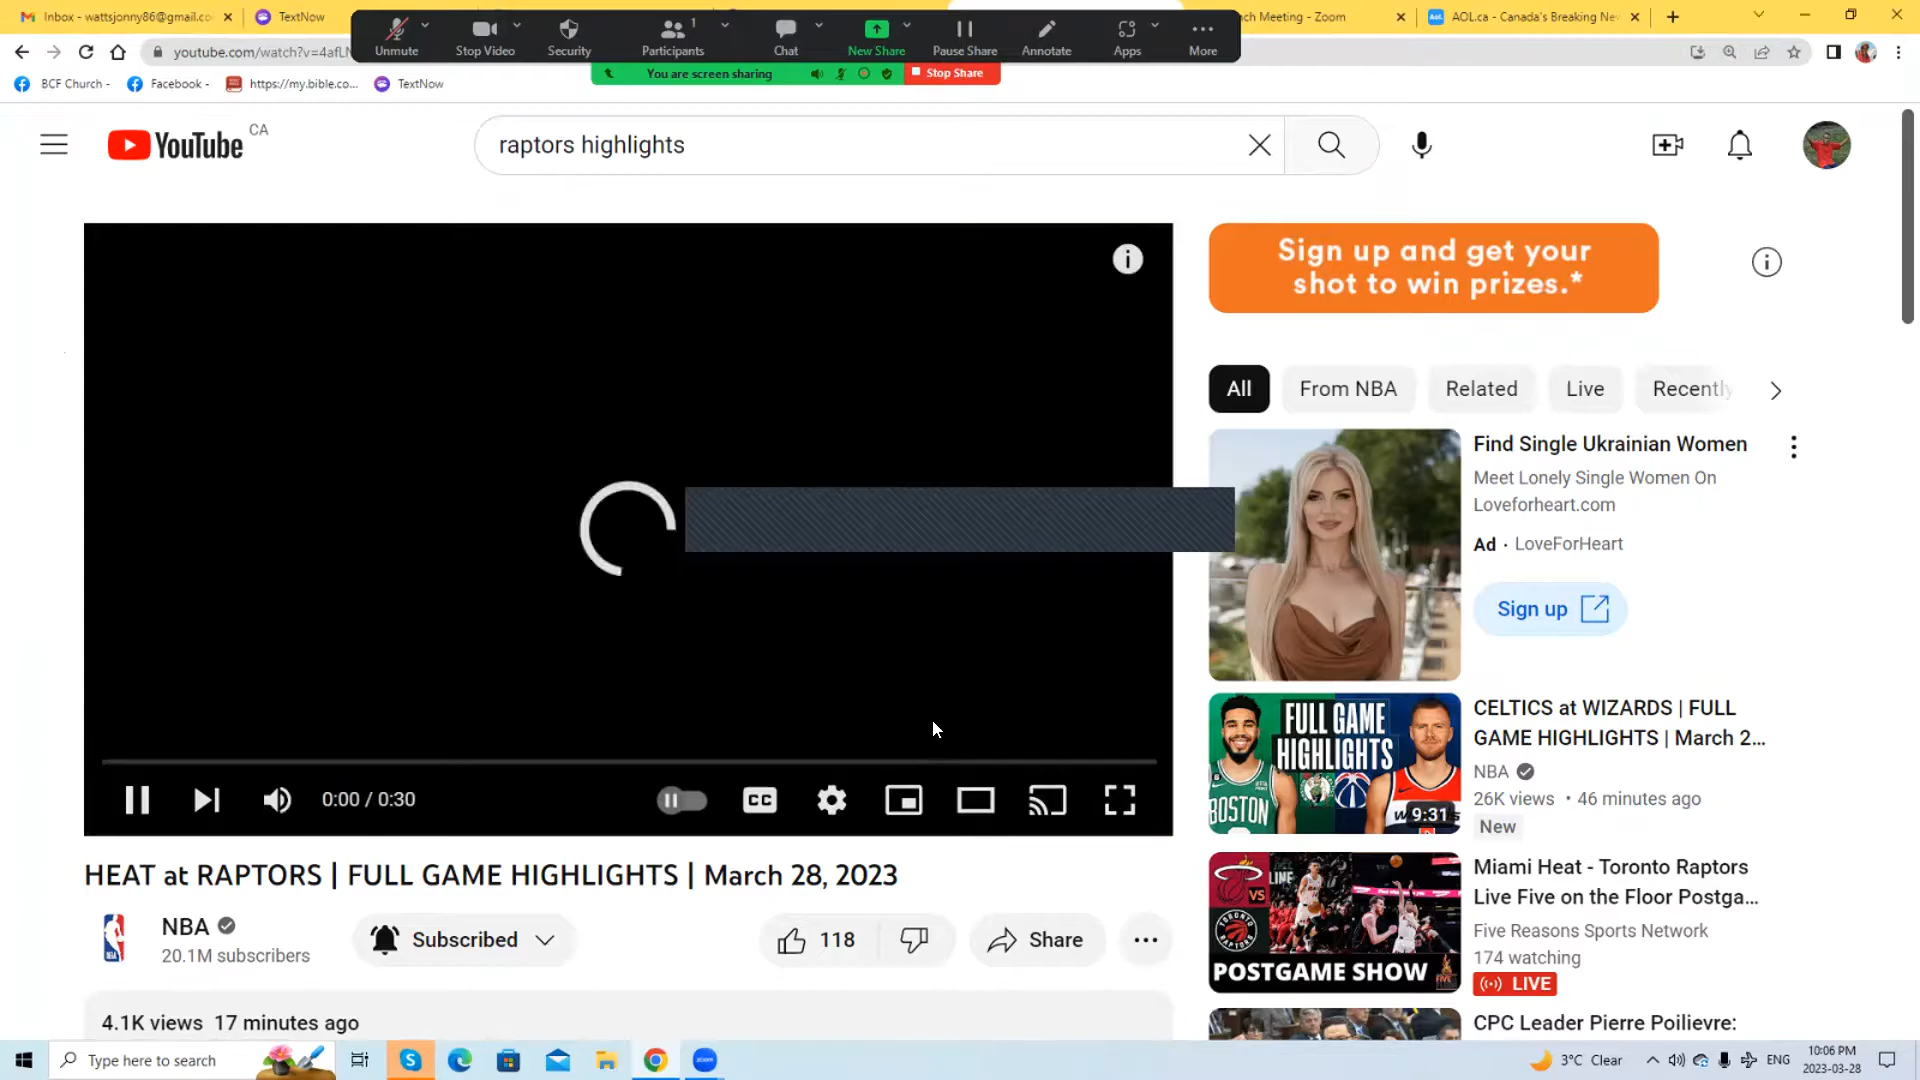 Inbox - wattsjonny86@gmail.co
TextNow
ch Meeting - Zoom
AOL.ca - Canada's Breaking Ne
Unmute
Stop Video
Security
Participants
1
Chat
New Share
Pause Share
Annotate
Apps
More
You are screen sharing
Stop Share
youtube.com/watch?v=4afL
BCF Church -
Facebook -
https://my.bible.co...
TextNow
YouTube
CA
raptors highlights
Sign up and get your
shot to win prizes.*
All
From NBA
Related
Live
Recently
Find Single Ukrainian Women
Meet Lonely Single Women On
Loveforheart.com
Ad · LoveForHeart
Sign up
FULL GAME
HIGHLIGHTS
BOSTON
9:31
CELTICS at WIZARDS | FULL
GAME HIGHLIGHTS | March 2...
NBA
26K views • 46 minutes ago
New
0:00 / 0:30
CC
HEAT at RAPTORS | FULL GAME HIGHLIGHTS | March 28, 2023
NBA
20.1M subscribers
Subscribed
118
Share
4.1K views 17 minutes ago
VS
POSTGAME SHOW
Miami Heat - Toronto Raptors
Live Five on the Floor Postga...
Five Reasons Sports Network
174 watching
LIVE
CPC Leader Pierre Poilievre:
Type here to search
3°C Clear
ENG
10:06 PM
2023-03-28